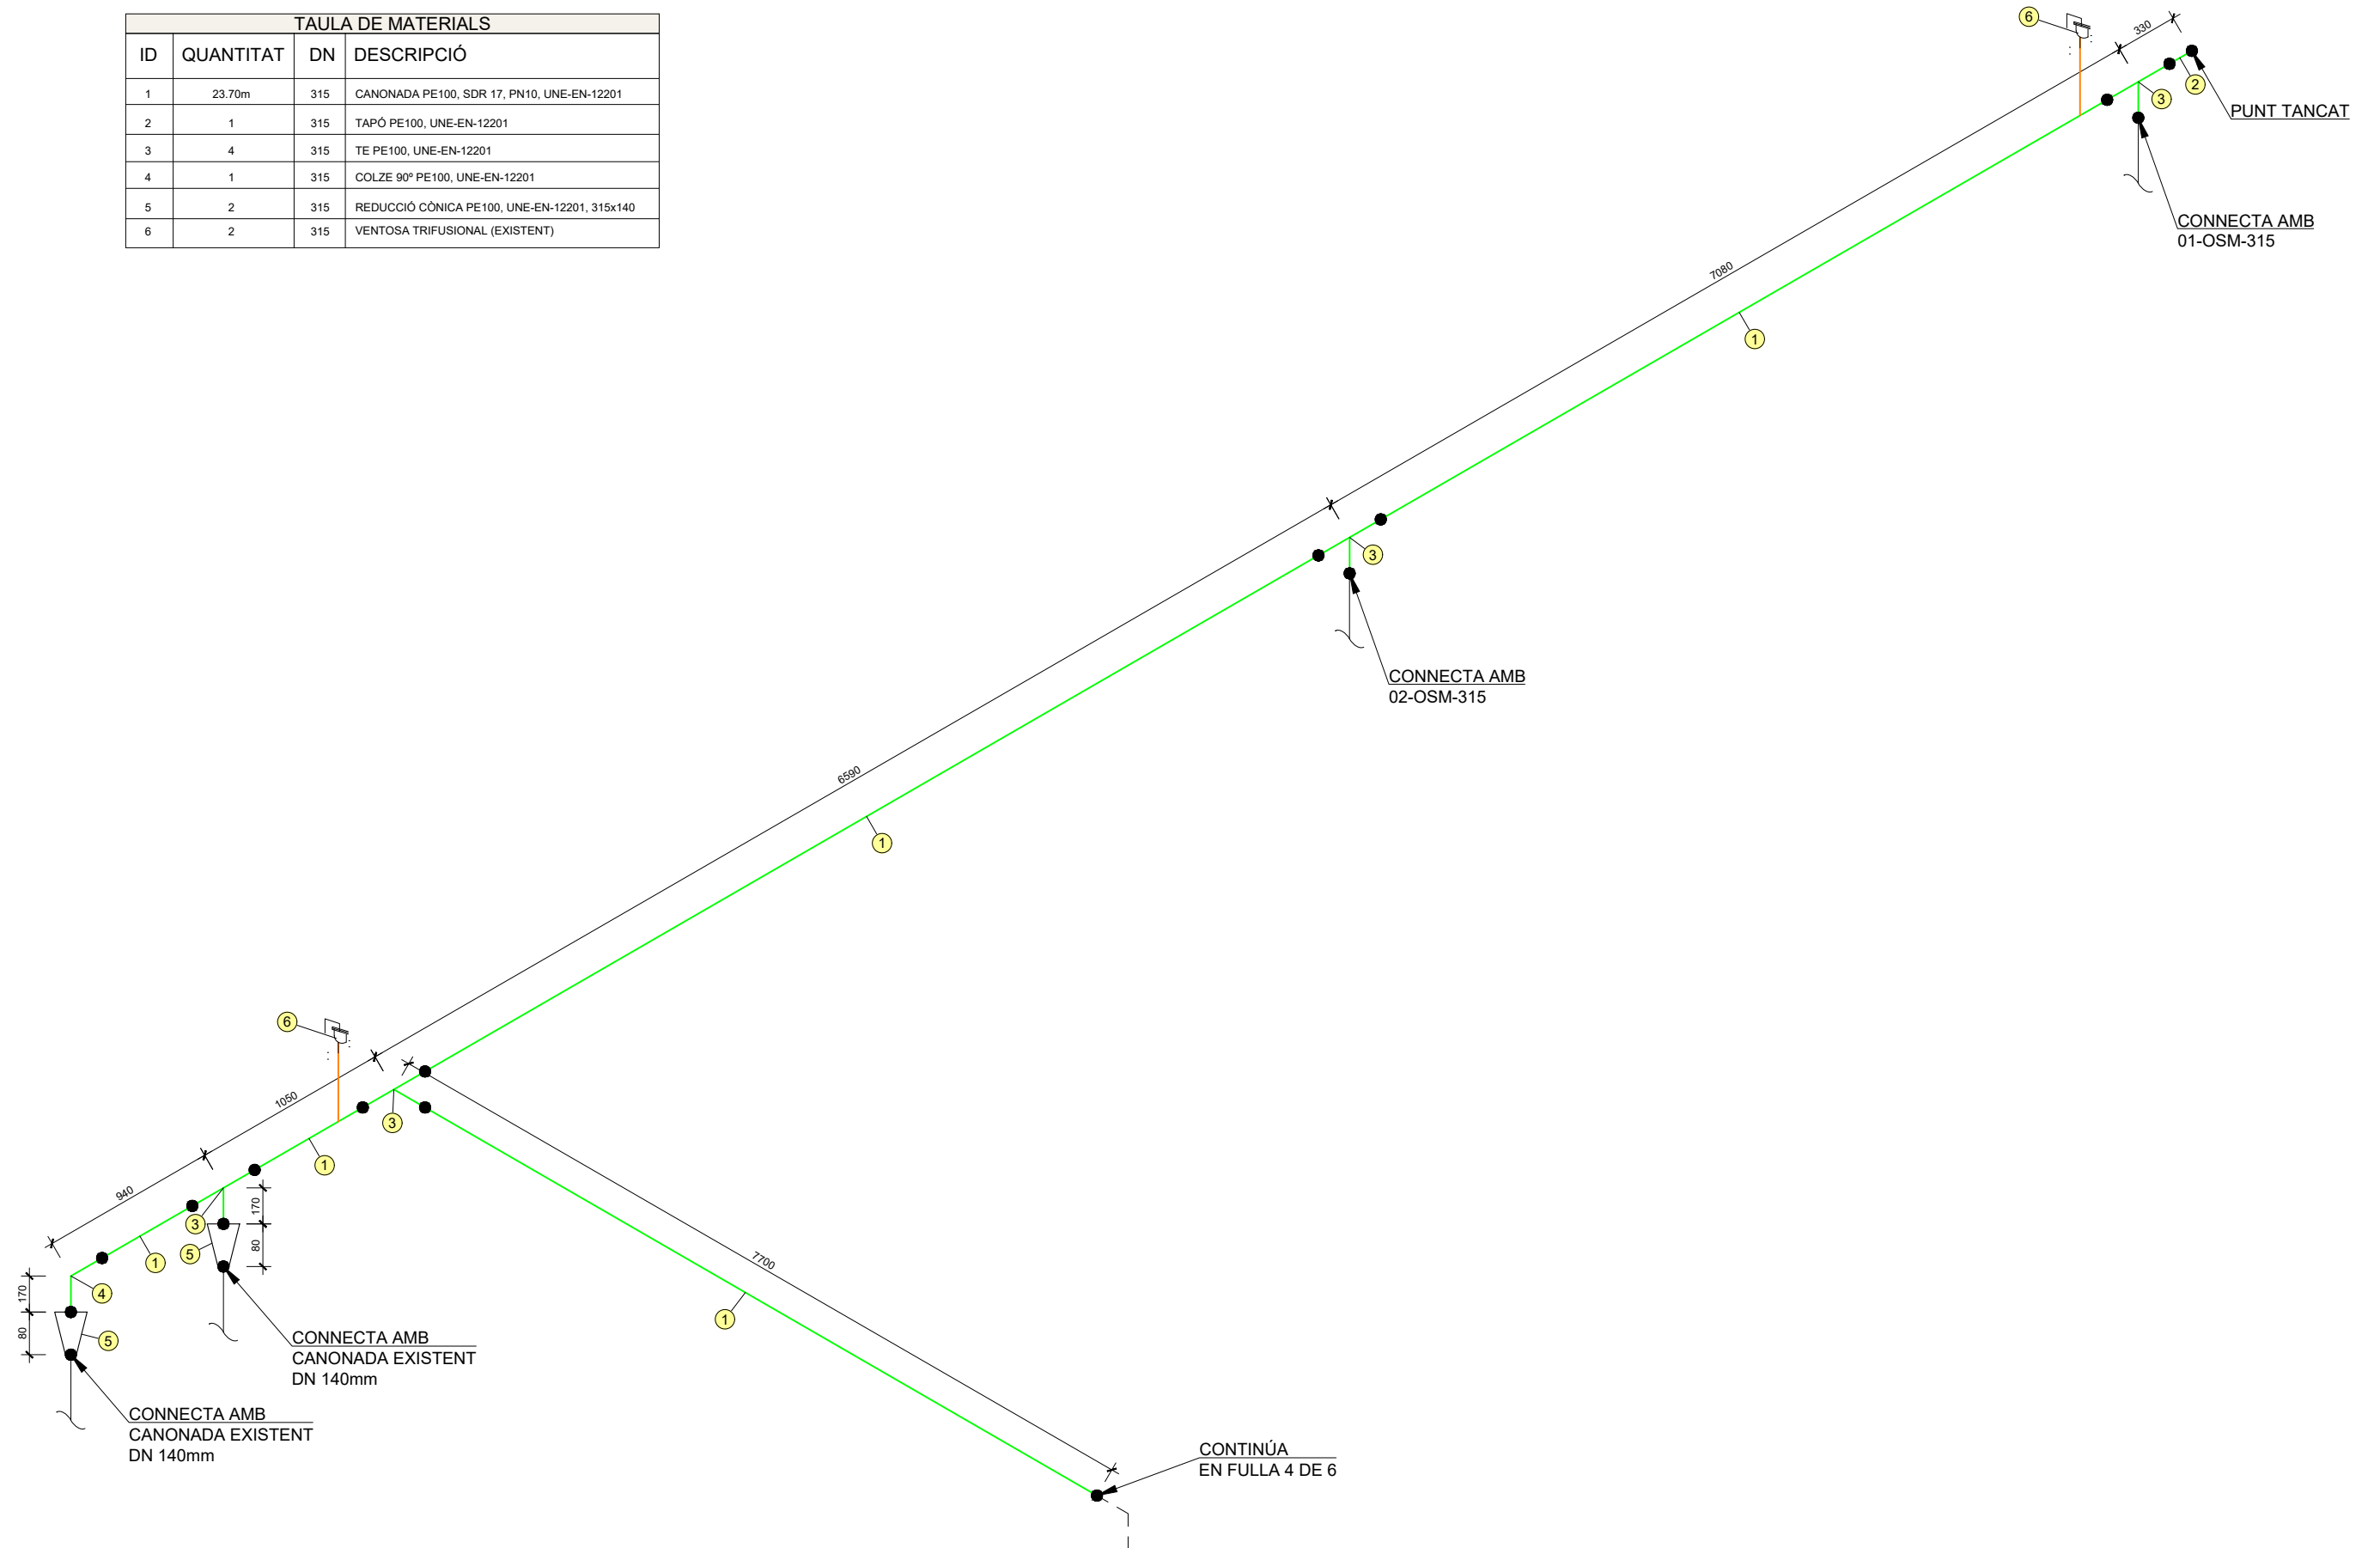 TAULA DE MATERIALS
ID QUANTITAT DN DESCRIPCIÓ
1 23.70m 315 CANONADA PE100, SDR 17, PN10, UNE-EN-12201
2 1 315 TAPÓ PE100, UNE-EN-12201
3 4 315 TE PE100, UNE-EN-12201
4 1 315 COLZE 90º PE100, UNE-EN-12201
5 2 315 REDUCCIÓ CÒNICA PE100, UNE-EN-12201, 315x140
6 2 315 VENTOSA TRIFUSIONAL (EXISTENT)
6
330
2
3
PUNT TANCAT
CONNECTA AMB
01-OSM-315
7080
1
3
CONNECTA AMB
02-OSM-315
6590
1
6
1050
3
1
940
170
3
80
5
1
170
4
80
5
7700
1
CONNECTA AMB
CANONADA EXISTENT
DN 140mm
CONNECTA AMB
CANONADA EXISTENT
DN 140mm
CONTINÚA
EN FULLA 4 DE 6